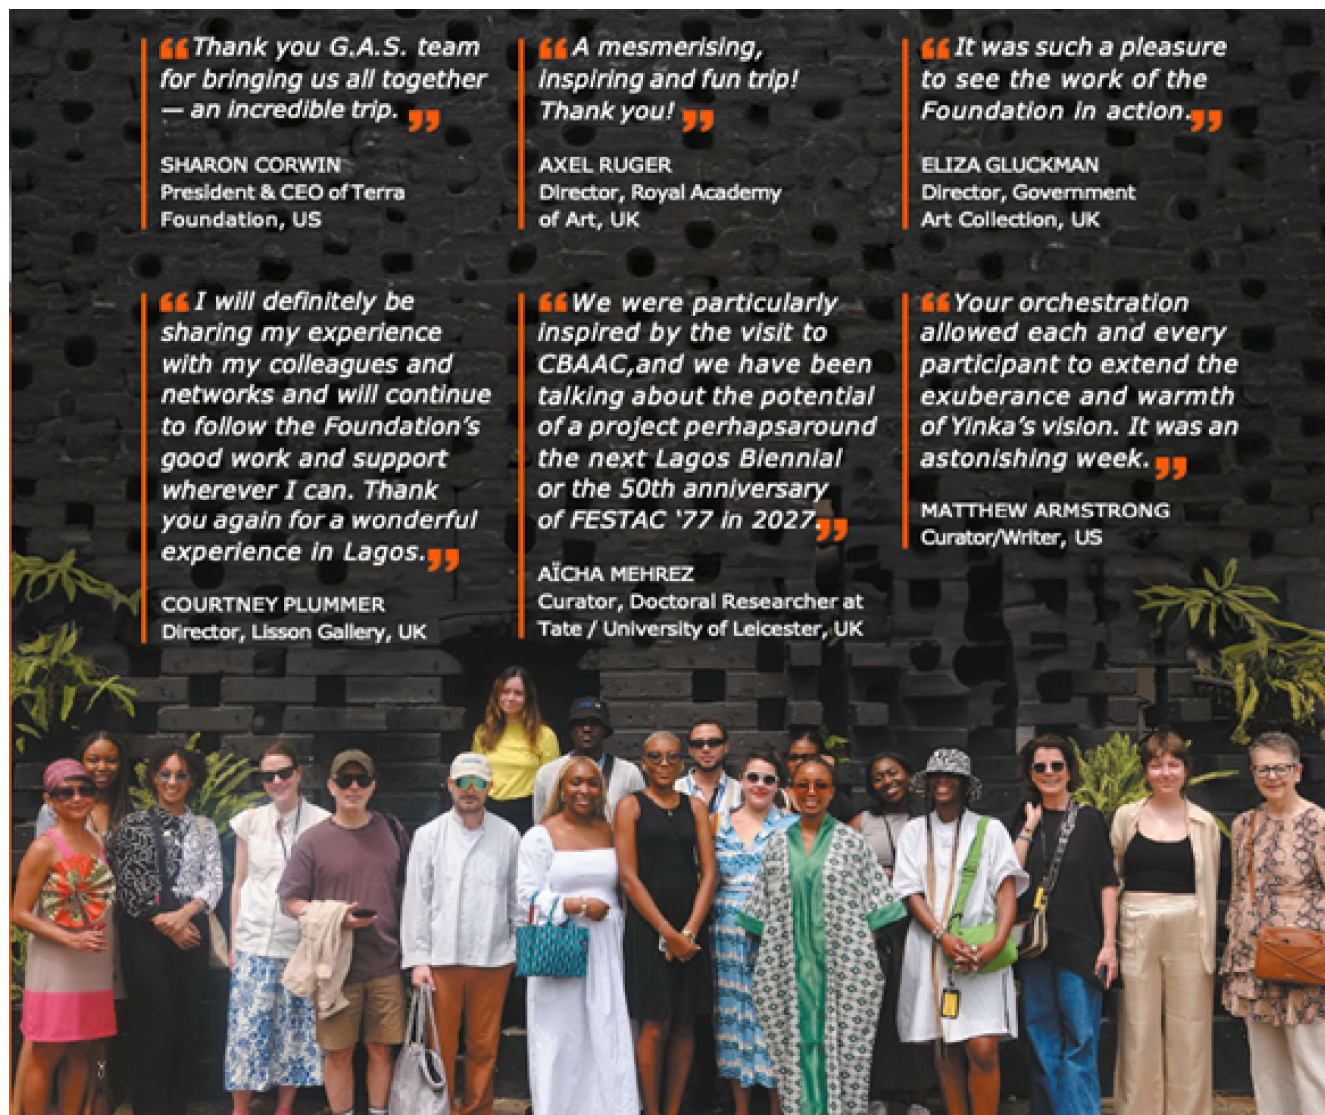 “Thank you G.A.S. team
for bringing us all together
— an incredible trip. ”
SHARON CORWIN
President & CEO of Terra
Foundation, US
“A mesmerising,
inspiring and fun trip!
Thank you! ”
AXEL RUGER
Director, Royal Academy
of Art, UK
“It was such a pleasure
to see the work of the
Foundation in action.”
ELIZA GLUCKMAN
Director, Government
Art Collection, UK
“I will definitely be
sharing my experience
with my colleagues and
networks and will continue
to follow the Foundation’s
good work and support
wherever I can. Thank
you again for a wonderful
experience in Lagos.”
COURTNEY PLUMMER
Director, Lisson Gallery, UK
“We were particularly
inspired by the visit to
CBAAC,and we have been
talking about the potential
of a project perhapsaround
the next Lagos Biennial
or the 50th anniversary
of FESTAC ‘77 in 2027.”
AÏCHA MEHREZ
Curator, Doctoral Researcher at
Tate / University of Leicester, UK
“Your orchestration
allowed each and every
participant to extend the
exuberance and warmth
of Yinka’s vision. It was an
astonishing week. ”
MATTHEW ARMSTRONG
Curator/Writer, US